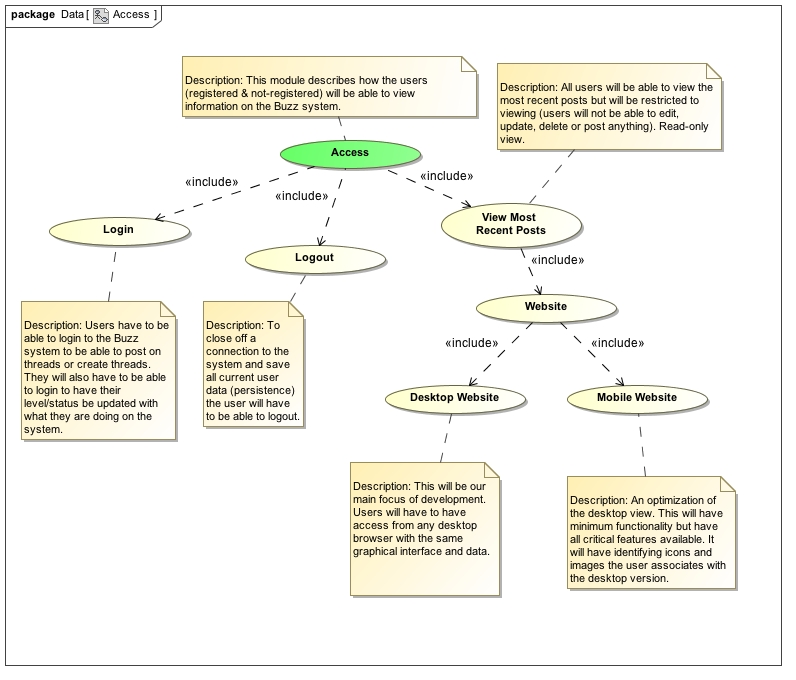 package Data [ Access ]
Description: This module describes how the users
(registered & not-registered) will be able to view
information on the Buzz system.
Description: All users will be able to view the
most recent posts but will be restricted to
viewing (users will not be able to edit,
update, delete or post anything). Read-only
view.
Access
«include»
«include»
«include»
Login
Logout
View Most
Recent Posts
«include»
Website
«include»
«include»
Desktop Website
Mobile Website
Description: Users have to be
able to login to the Buzz
system to be able to post on
threads or create threads.
They will also have to be able
to login to have their
level/status be updated with
what they are doing on the
system.
Description: To
close off a
connection to the
system and save
all current user
data (persistence)
the user will have
to be able to logout.
Description: This will be our
main focus of development.
Users will have to have
access from any desktop
browser with the same
graphical interface and data.
Description: An optimization of
the desktop view. This will have
minimum functionality but have
all critical features available. It
will have identifying icons and
images the user associates with
the desktop version.